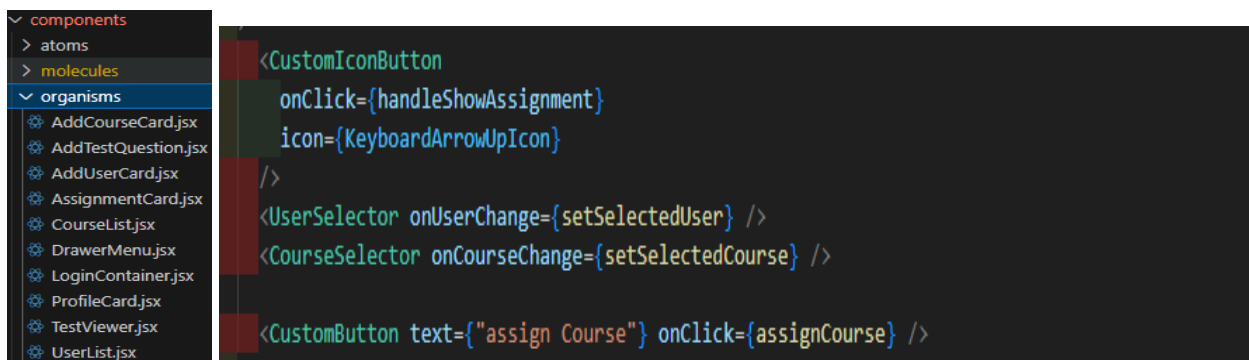 components
atoms
molecules
organisms
AddCourseCard.jsx
AddTestQuestion.jsx
AddUserCard.jsx
AssignmentCard.jsx
CourseList.jsx
DrawerMenu.jsx
LoginContainer.jsx
ProfileCard.jsx
TestViewer.jsx
UserList.jsx
<CustomIconButton
onClick={handleShowAssignment}
icon={KeyboardArrowUpIcon}
/>
<UserSelector onUserChange={setSelectedUser} />
<CourseSelector onCourseChange={setSelectedCourse} />
<CustomButton text={"assign Course"} onClick={assignCourse} />